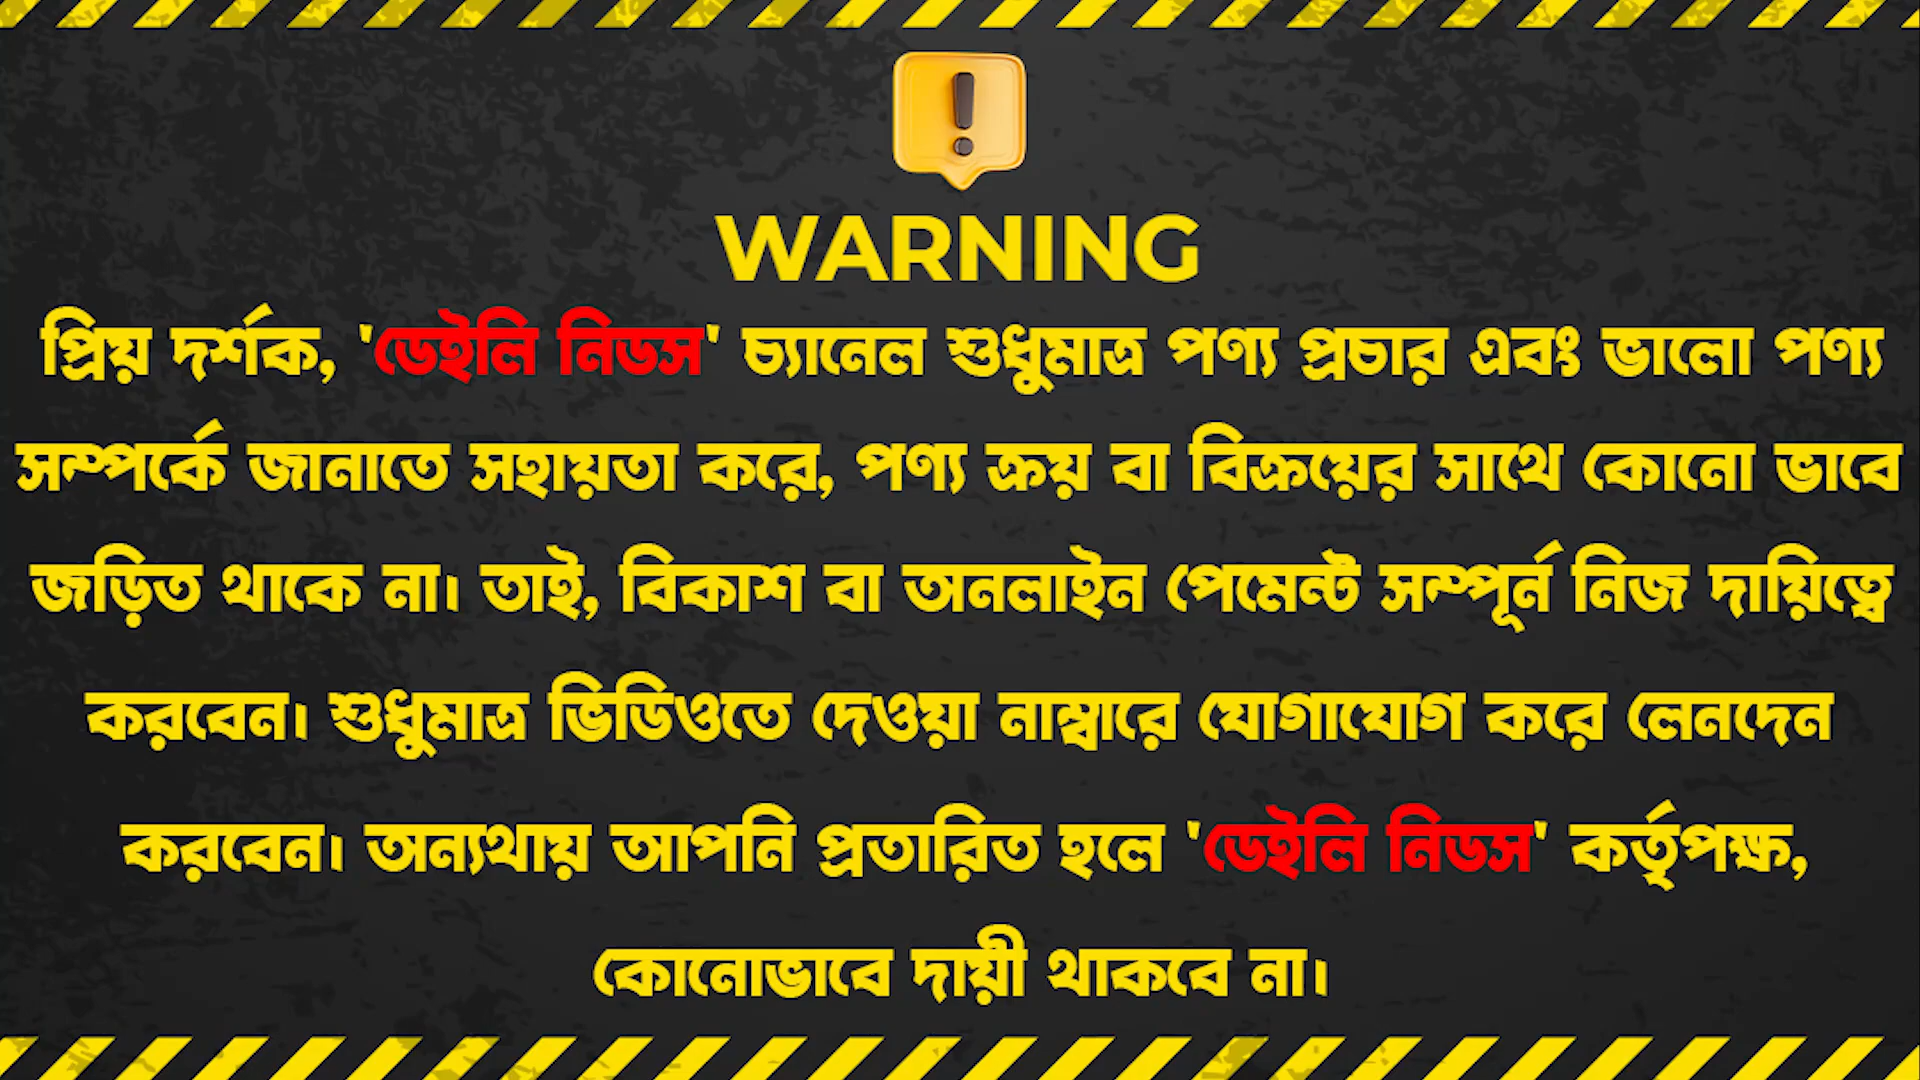 WARNING
প্রিয় দর্শক, 'ডেইলি নিডস' চ্যানেল শুধুমাত্র পণ্য প্রচার এবং ভালো পণ্য
সম্পর্কে জানাতে সহায়তা করে, পণ্য ক্রয় বা বিক্রয়ের সাথে কোনো ভাবে
জড়িত থাকে না। তাই, বিকাশ বা অনলাইন পেমেন্ট সম্পূর্ন নিজ দায়িত্বে
করবেন। শুধুমাত্র ভিডিওতে দেওয়া নাম্বারে যোগাযোগ করে লেনদেন
করবেন। অন্যথায় আপনি প্রতারিত হলে 'ডেইলি নিডস' কর্তৃপক্ষ,
কোনোভাবে দায়ী থাকবে না।